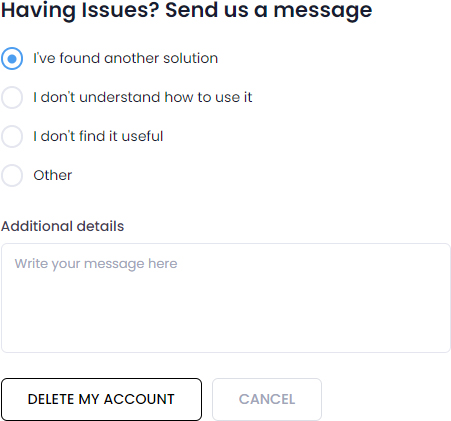 Having Issues? Send us a message
I've found another solution
I don't understand how to use it
I don't find it useful
Other
Additional details
Write your message here
DELETE MY ACCOUNT
CANCEL